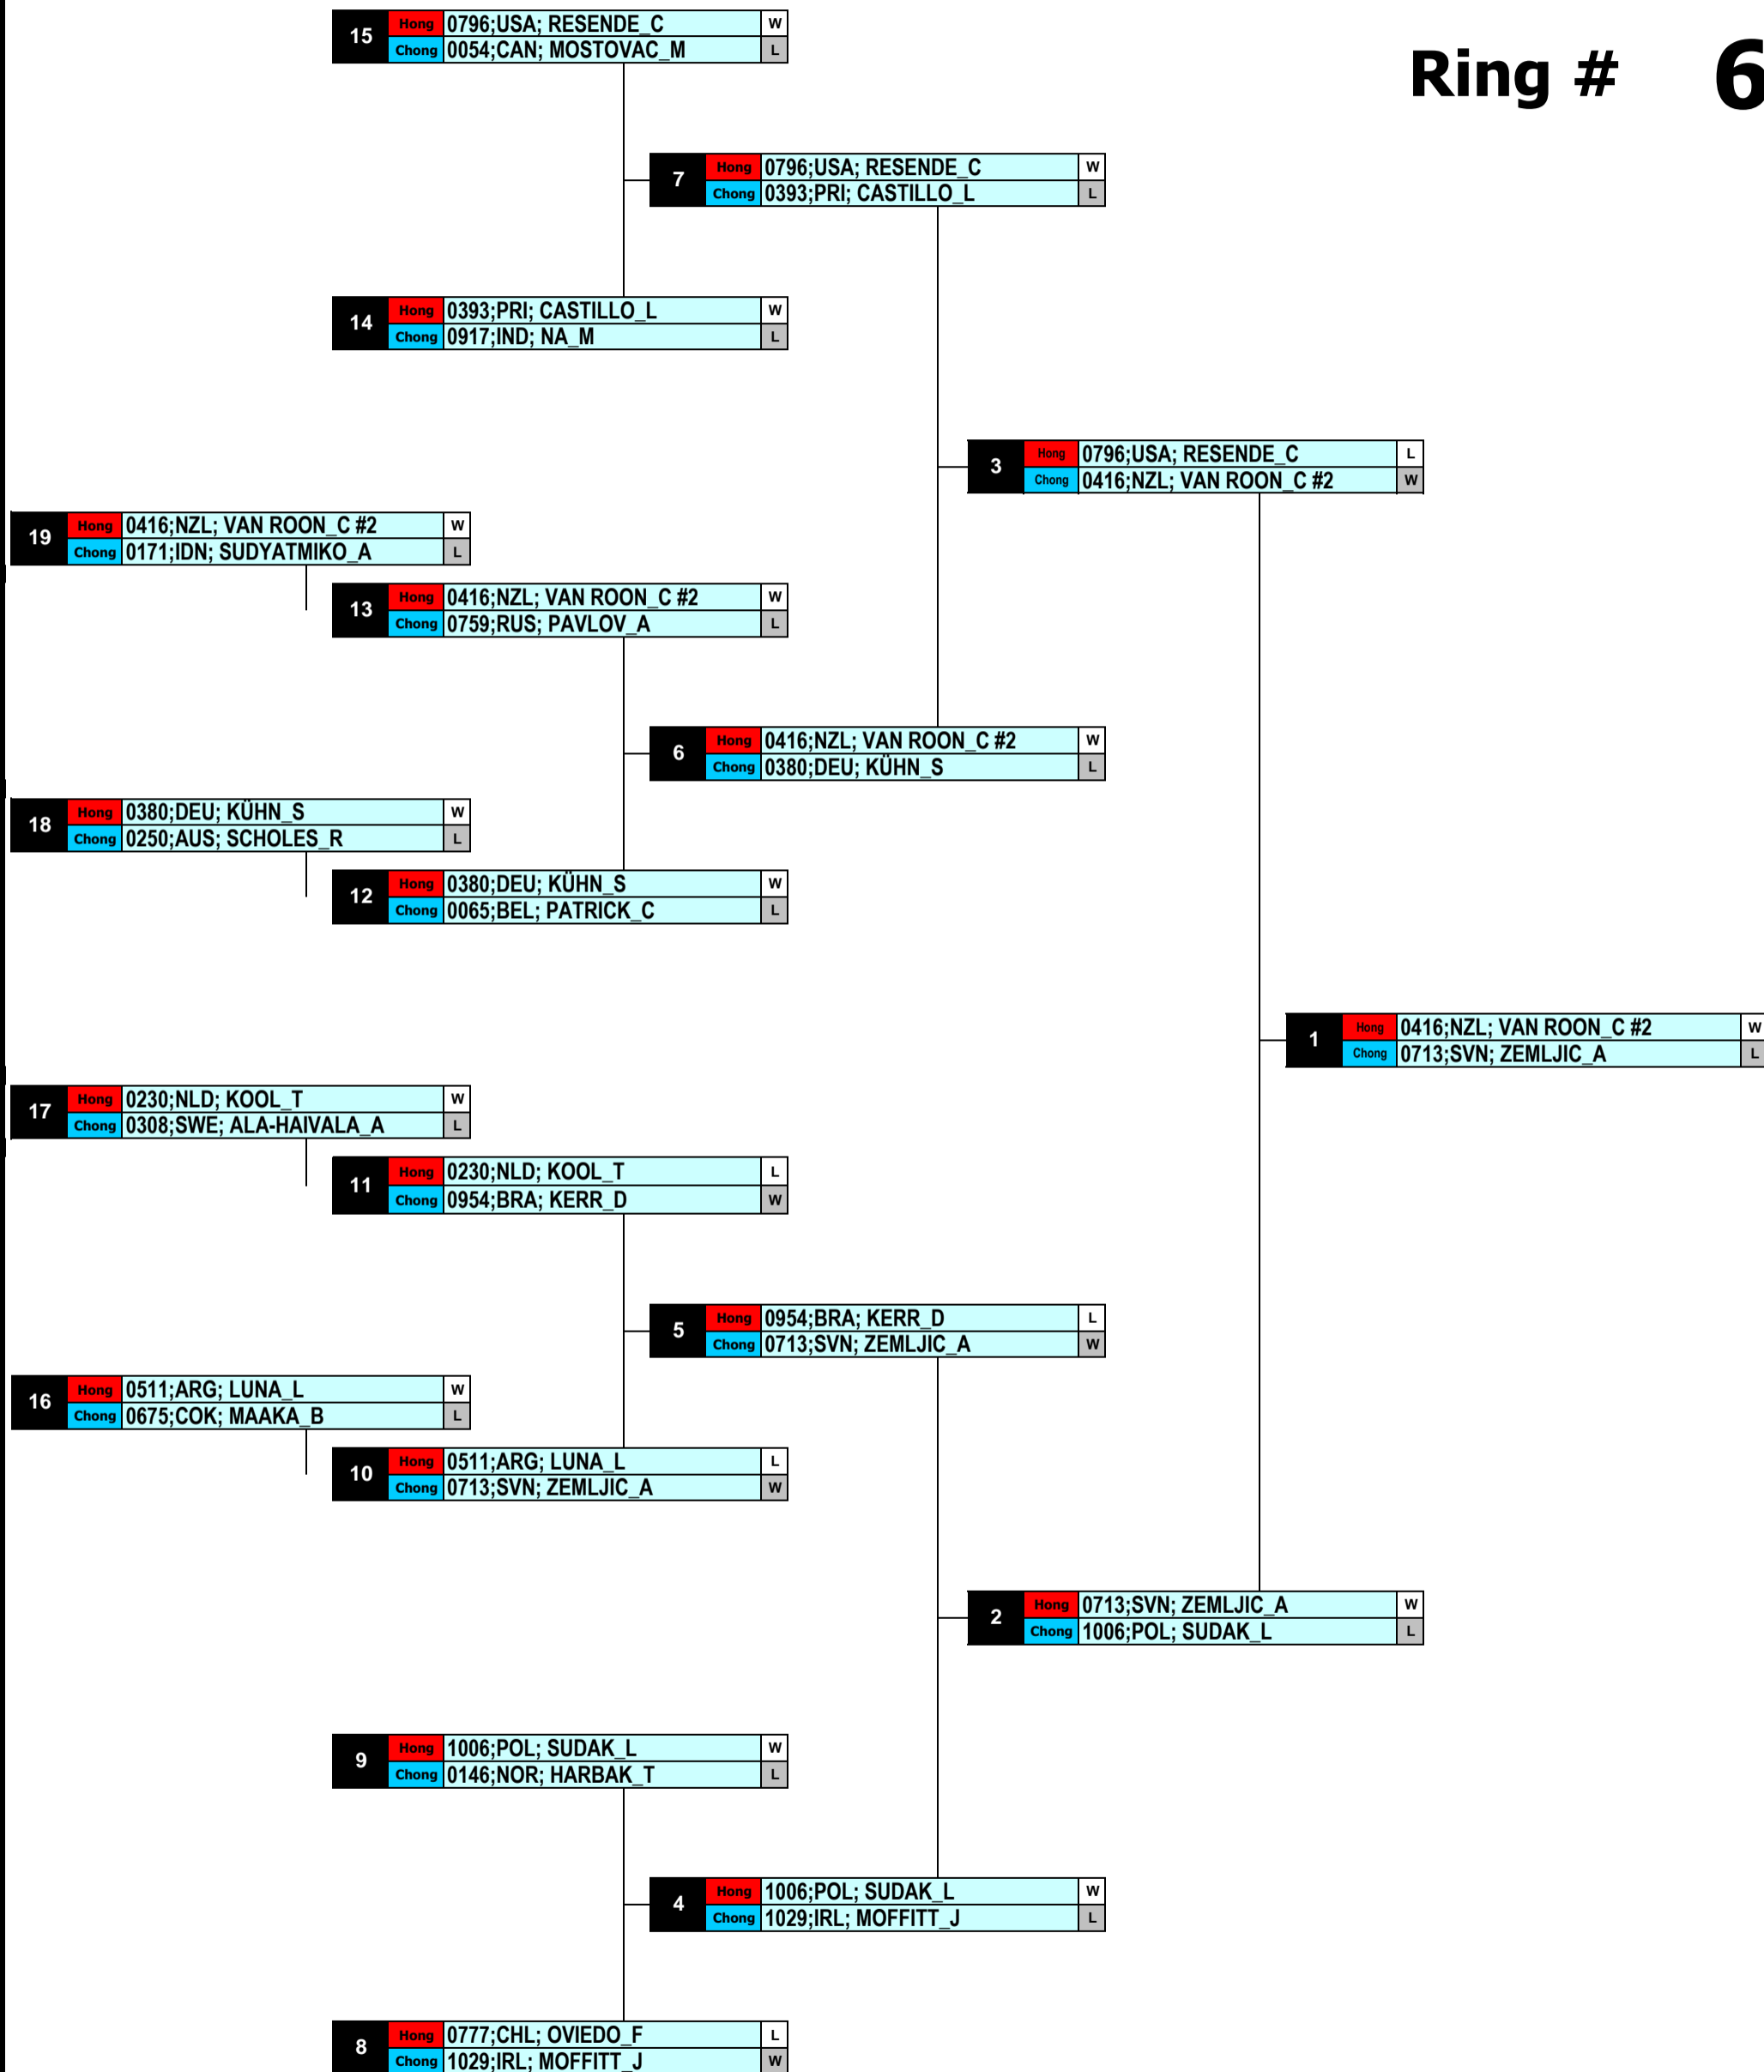 15 Hong 0796;USA; RESENDE_C W
Chong 0054;CAN; MOSTOVAC_M L
Ring # 6
7 Hong 0796;USA; RESENDE_C W
Chong 0393;PRI; CASTILLO_L L
14 Hong 0393;PRI; CASTILLO_L W
Chong 0917;IND; NA_M L
3 Hong 0796;USA; RESENDE_C L
Chong 0416;NZL; VAN ROON_C #2 W
19 Hong 0416;NZL; VAN ROON_C #2 W
Chong 0171;IDN; SUDYATMIKO_A L
13 Hong 0416;NZL; VAN ROON_C #2 W
Chong 0759;RUS; PAVLOV_A L
6 Hong 0416;NZL; VAN ROON_C #2 W
Chong 0380;DEU; KÜHN_S L
18 Hong 0380;DEU; KÜHN_S W
Chong 0250;AUS; SCHOLES_R L
12 Hong 0380;DEU; KÜHN_S W
Chong 0065;BEL; PATRICK_C L
1 Hong 0416;NZL; VAN ROON_C #2 W
Chong 0713;SVN; ZEMLJIC_A L
17 Hong 0230;NLD; KOOL_T W
Chong 0308;SWE; ALA-HAIVALA_A L
11 Hong 0230;NLD; KOOL_T L
Chong 0954;BRA; KERR_D W
5 Hong 0954;BRA; KERR_D L
Chong 0713;SVN; ZEMLJIC_A W
16 Hong 0511;ARG; LUNA_L W
Chong 0675;COK; MAAKA_B L
10 Hong 0511;ARG; LUNA_L L
Chong 0713;SVN; ZEMLJIC_A W
2 Hong 0713;SVN; ZEMLJIC_A W
Chong 1006;POL; SUDAK_L L
9 Hong 1006;POL; SUDAK_L W
Chong 0146;NOR; HARBAK_T L
4 Hong 1006;POL; SUDAK_L W
Chong 1029;IRL; MOFFITT_J L
8 Hong 0777;CHL; OVIEDO_F L
Chong 1029;IRL; MOFFITT_J W